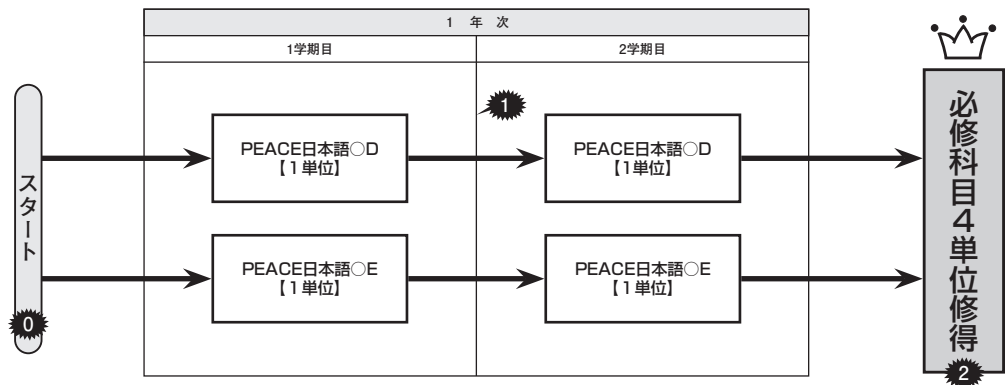 1 年 次
1学期目
2学期目
スタート
0
PEACE日本語○D
【1単位】
1
PEACE日本語○D
【1単位】
PEACE日本語○E
【1単位】
PEACE日本語○E
【1単位】
必修科目4単位修得
2